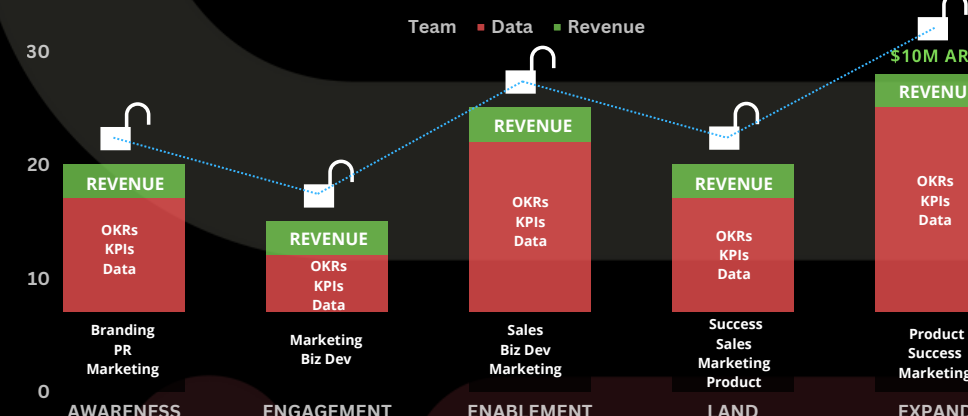 Team Data Revenue
30
$10M AR
REVENU
REVENUE
20
REVENUE
REVENUE
OKRs
KPIs
Data
OKRs
KPIs
Data
OKRs
KPIs
Data
REVENUE
OKRs
KPIs
Data
OKRs
KPIs
Data
10
Branding
PR
Marketing
Marketing
Biz Dev
Sales
Biz Dev
Marketing
Success
Sales
Marketing
Product
Product
Success
Marketing
0
AWARENESS ENGAGEMENT ENABLEMENT LAND EXPAND